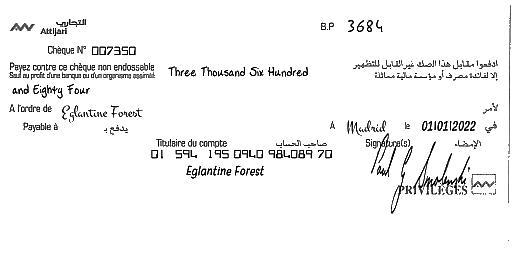 التجاري
Attijari
B.P 3684
Chèque N° 007350
Payez contre ce chèque non endossable
Sauf au profit d'une banque ou d'un organisme assimilé
Three Thousand Six Hundred
ادفعوا مقابل هذا الصك غير القابل للتظهير
إلا لفائدة مصرف أو مؤسسة مالية مماثلة
and Eighty Four
A l'ordre de Eglantine Forest
لأمر
Payable à
يدفع بـ
A Madrid le 01/01/2022 في
Titulaire du compte صاحب الحساب
Signature(s) الإمضاء
01 594 195 0940 984089 70
Eglantine Forest
PRIVILEGES